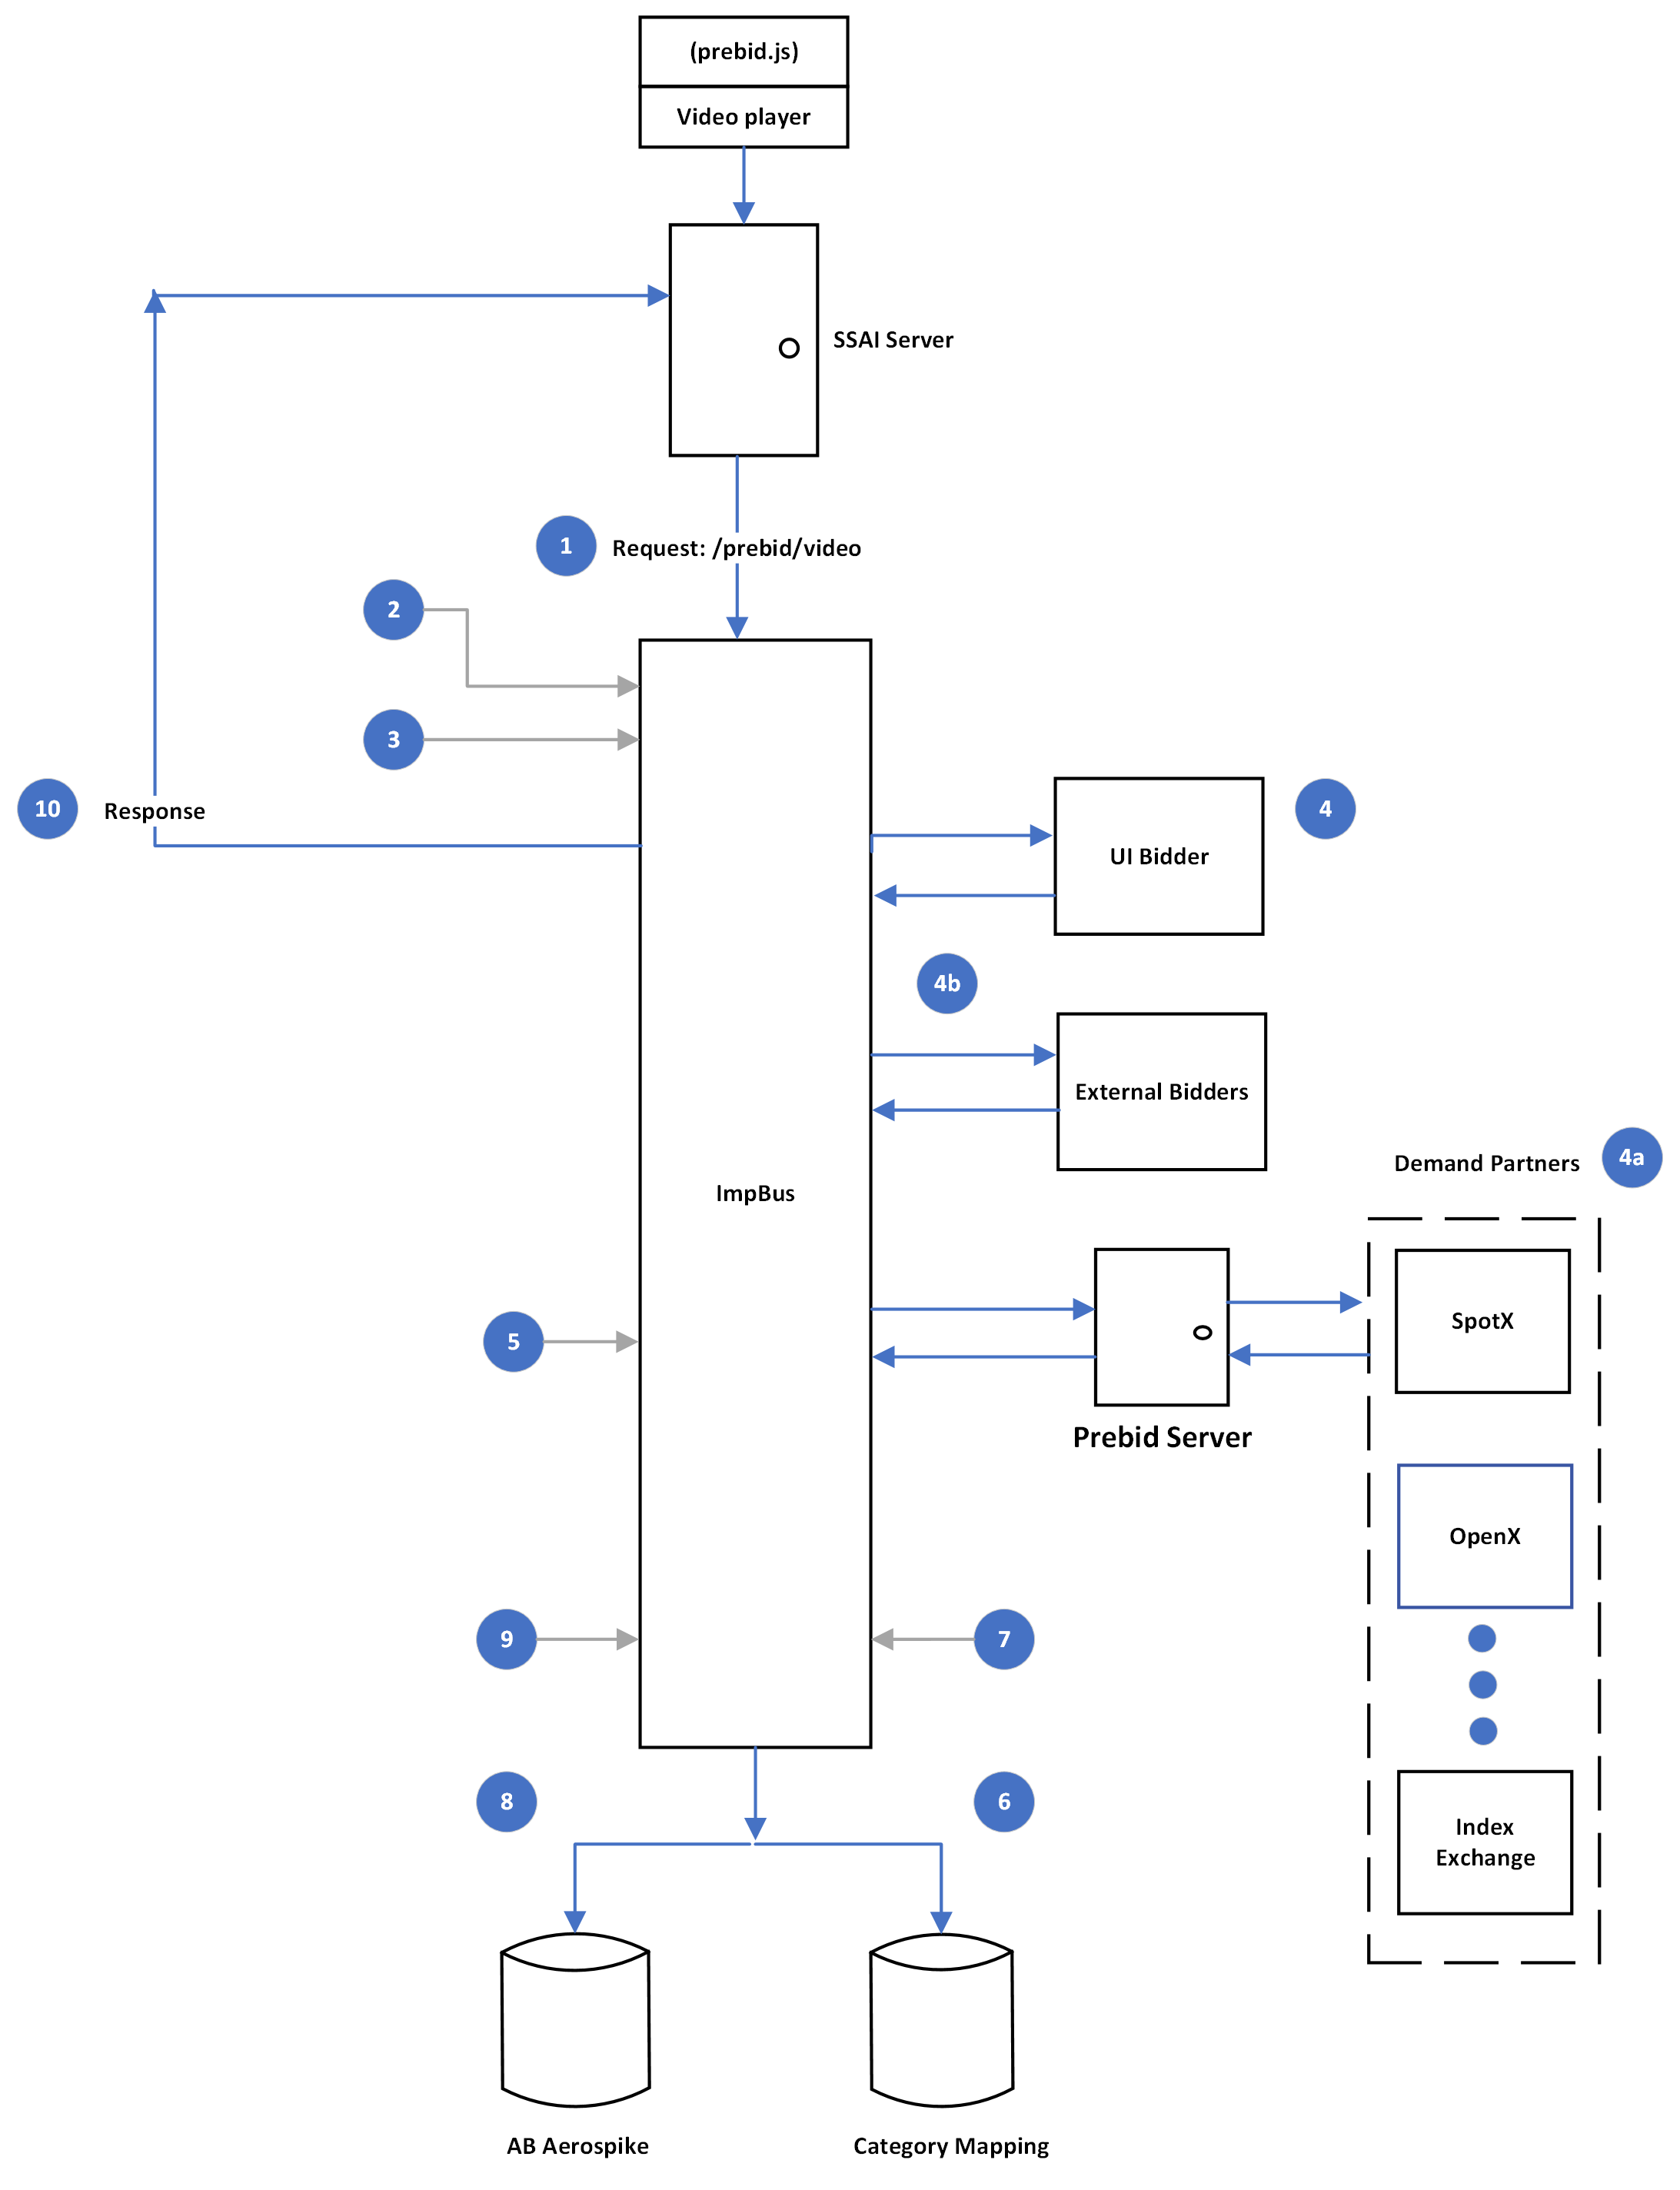 (prebid.js)
Video player
SSAI Server
1
Request: /prebid/video
2
3
10
Response
UI Bidder
4
4b
External Bidders
Demand Partners
4a
ImpBus
SpotX
5
Prebid Server
OpenX
9
7
8
6
Index
Exchange
AB Aerospike
Category Mapping